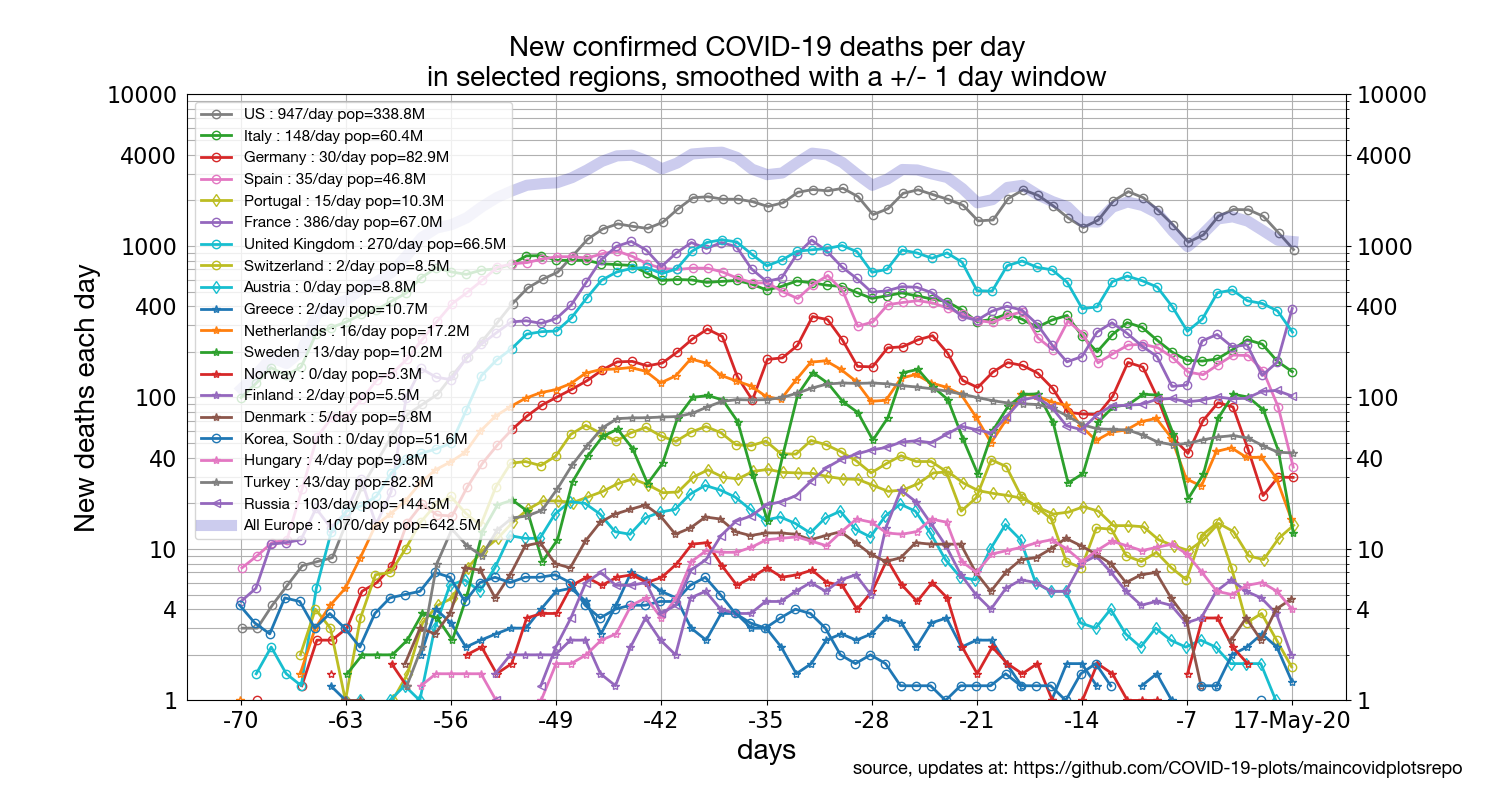 New confirmed COVID-19 deaths per day
in selected regions, smoothed with a +/- 1 day window
10000
4000
1000
400
100
40
10
4
1
New deaths each day
US : 947/day pop=338.8M
Italy : 148/day pop=60.4M
Germany : 30/day pop=82.9M
Spain : 35/day pop=46.8M
Portugal : 15/day pop=10.3M
France : 386/day pop=67.0M
United Kingdom : 270/day pop=66.5M
Switzerland : 2/day pop=8.5M
Austria : 0/day pop=8.8M
Greece : 2/day pop=10.7M
Netherlands : 16/day pop=17.2M
Sweden : 13/day pop=10.2M
Norway : 0/day pop=5.3M
Finland : 2/day pop=5.5M
Denmark : 5/day pop=5.8M
Korea, South : 0/day pop=51.6M
Hungary : 4/day pop=9.8M
Turkey : 43/day pop=82.3M
Russia : 103/day pop=144.5M
All Europe : 1070/day pop=642.5M
10000
4000
1000
400
100
40
10
4
1
-70 -63 -56 -49 -42 -35 -28 -21 -14 -7 17-May-20
days
source, updates at: https://github.com/COVID-19-plots/maincovidplotsrepo